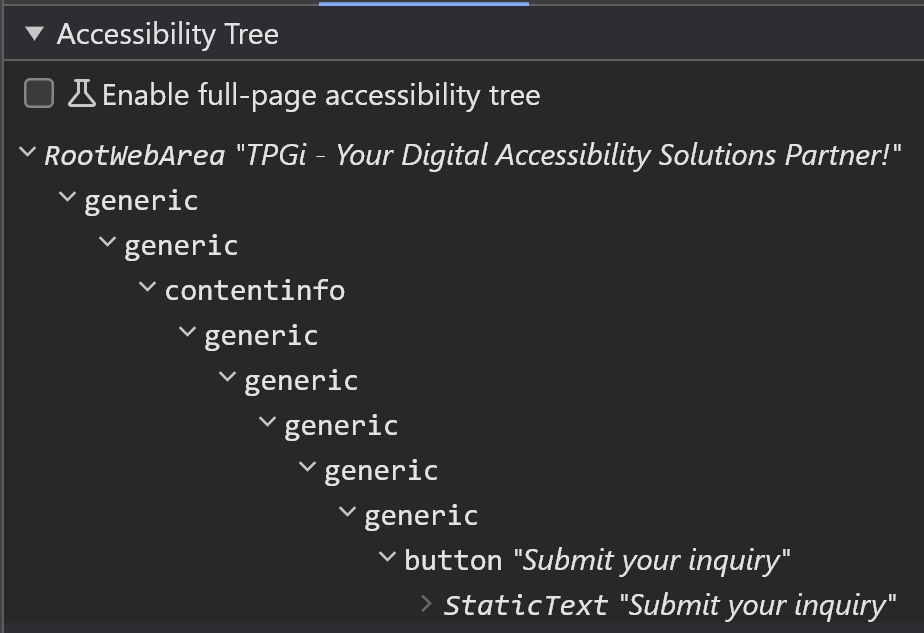 Accessibility Tree
Enable full-page accessibility tree
RootWebArea "TPGi - Your Digital Accessibility Solutions Partner!"
generic
generic
contentinfo
generic
generic
generic
generic
generic
button "Submit your inquiry"
StaticText "Submit your inquiry"